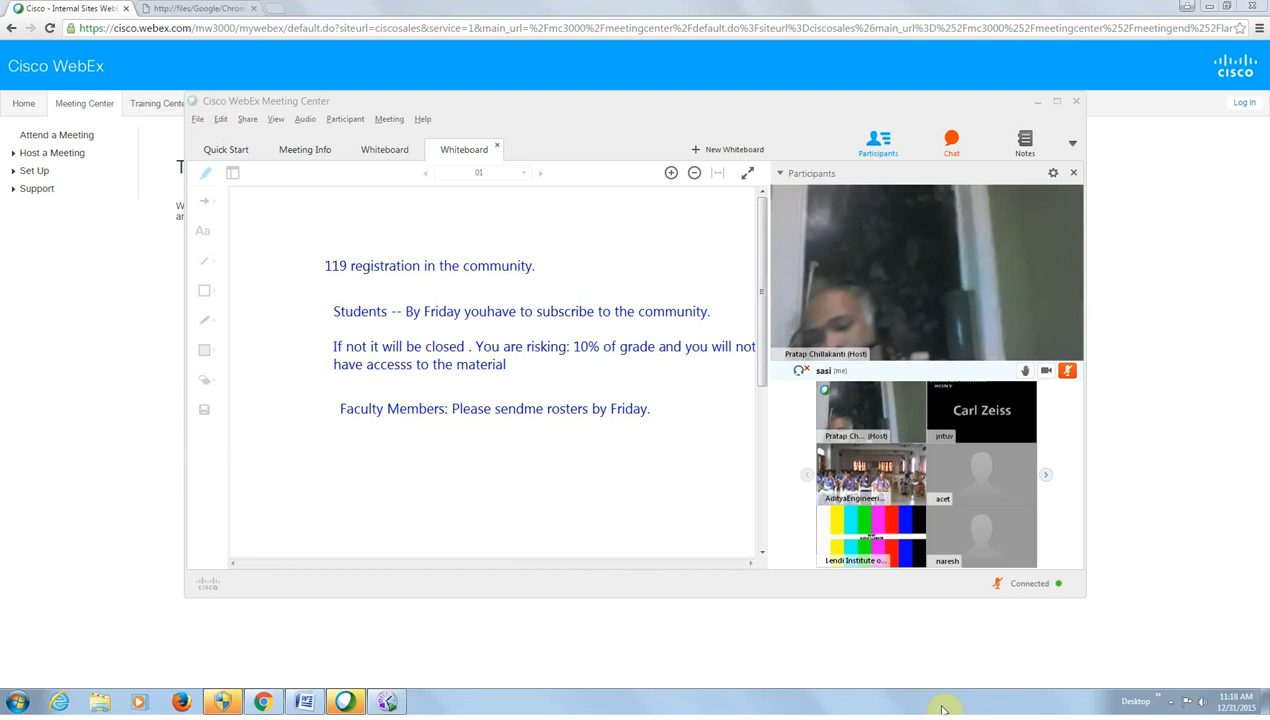 Cisco - Internal Sites WebE
http://files/Google/Chrom
https://cisco.webex.com/mw3000/mywebex/default.do?siteurl=ciscosales&service=1&main_url=%2Fmc3000%2Fmeetingcenter%2Fdefault.do%3Fsiteurl%3Dciscosales%26main_url%3D%252Fmc3000%252Fmeetingcenter%252Fmeetingend%252Flar
Cisco WebEx
CISCO
Home
Meeting Center
Training Cente
Log In
Attend a Meeting
Host a Meeting
Set Up
Support
T
W
ar
Cisco WebEx Meeting Center
File Edit Share View Audio Participant Meeting Help
Quick Start Meeting Info Whiteboard Whiteboard
New Whiteboard
Participants
Chat
Notes
01
Aa
119 registration in the community.
Students -- By Friday youhave to subscribe to the community.
If not it will be closed . You are risking: 10% of grade and you will not
have accesss to the material
Faculty Members: Please sendme rosters by Friday.
Participants
Pratap Chillakanti (Host)
sasi (me)
Pratap Ch... (Host)
SONY
Carl Zeiss
jntuv
AdityaEngineeri...
acet
Lendi Institute o...
naresh
cisco
Connected
Desktop
11:18 AM
12/31/2015